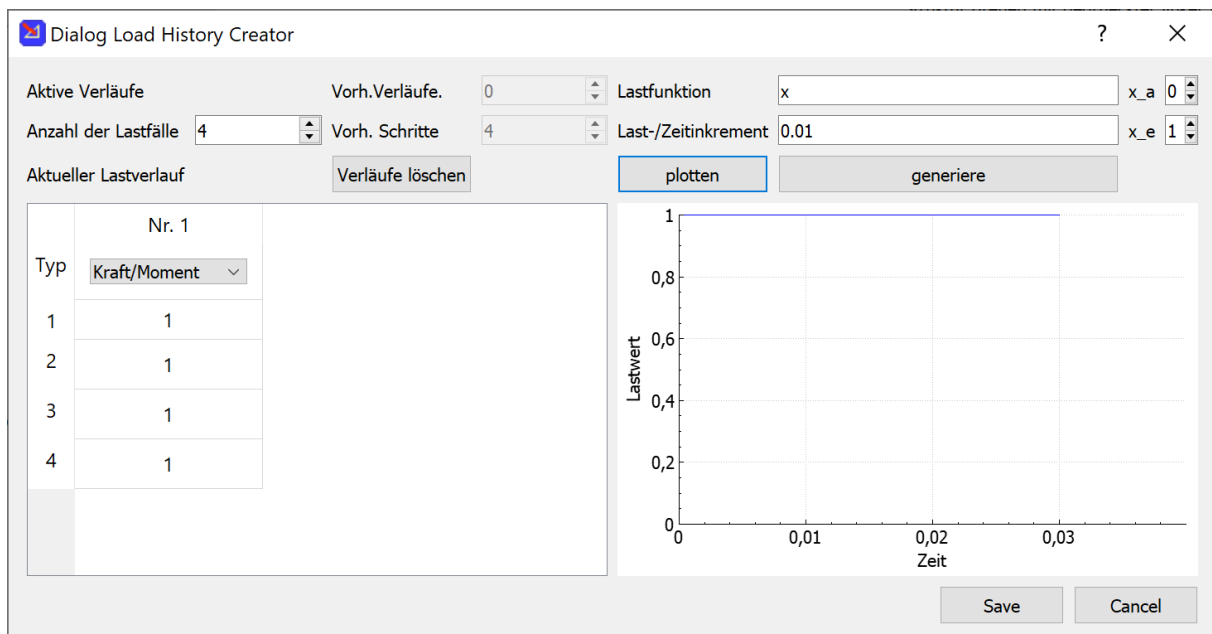 Dialog Load History Creator ?
Aktive Verläufe Vorh.Verläufe. 0 Lastfunktion x x_a 0
Anzahl der Lastfälle 4 Vorh. Schritte 4 Last-/Zeitinkrement 0.01 x_e 1
Aktueller Lastverlauf Verläufe löschen plotten generiere
Nr. 1
Typ Kraft/Moment
1 1
2 1
3 1
4 1
1
0,8
0,6
0,4
0,2
0
Lastwert
0 0,01 0,02 0,03
Zeit
Save Cancel